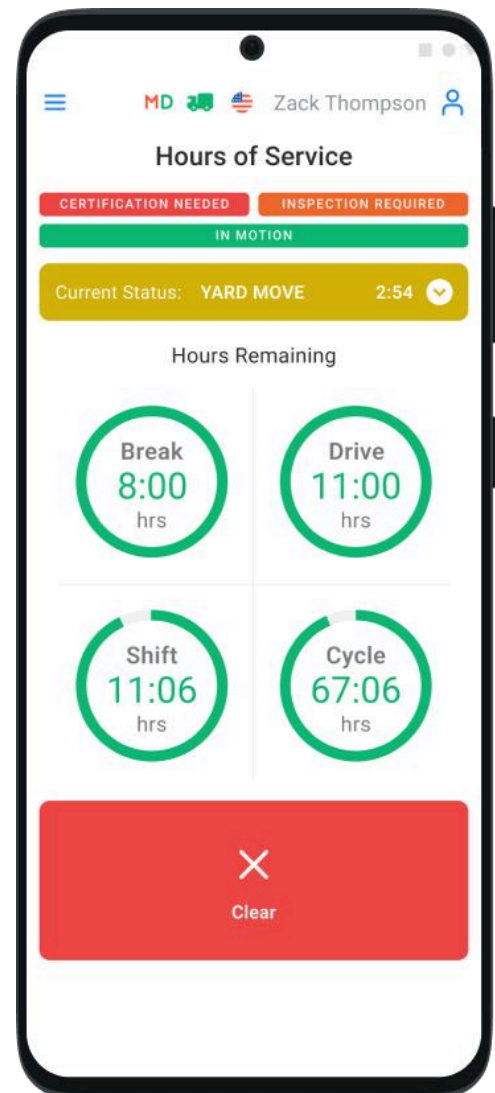 MD Zack Thompson
Hours of Service
CERTIFICATION NEEDED INSPECTION REQUIRED
IN MOTION
Current Status: YARD MOVE 2:54
Hours Remaining
Break Drive
8:00 11:00
hrs hrs
Shift Cycle
11:06 67:06
hrs hrs
Clear